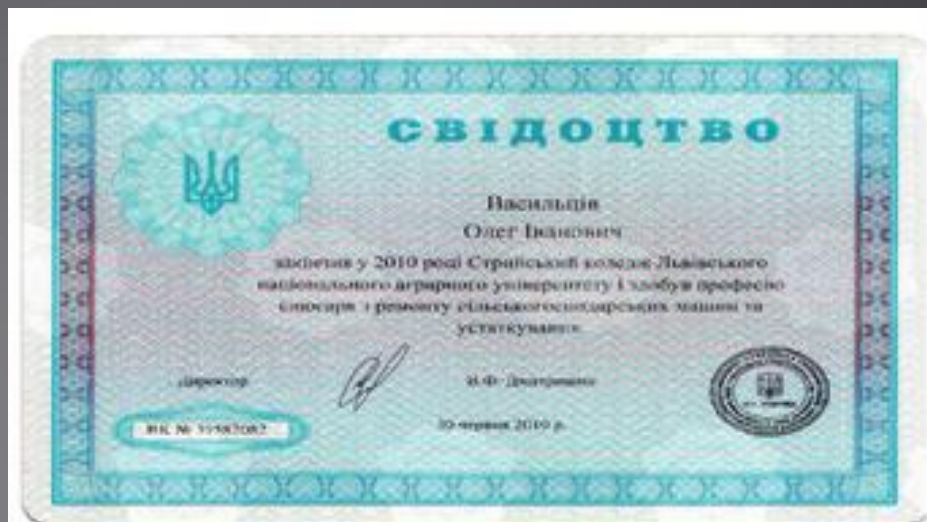 СВІДОЦТВО
Васильців
Олег Іванович
закінчив у 2010 році Стрийський коледж Львівського
національного аграрного університету і здобув професію
слюсаря з ремонту сільськогосподарських машин та
устаткування
Директор
30 червня 2010 р.